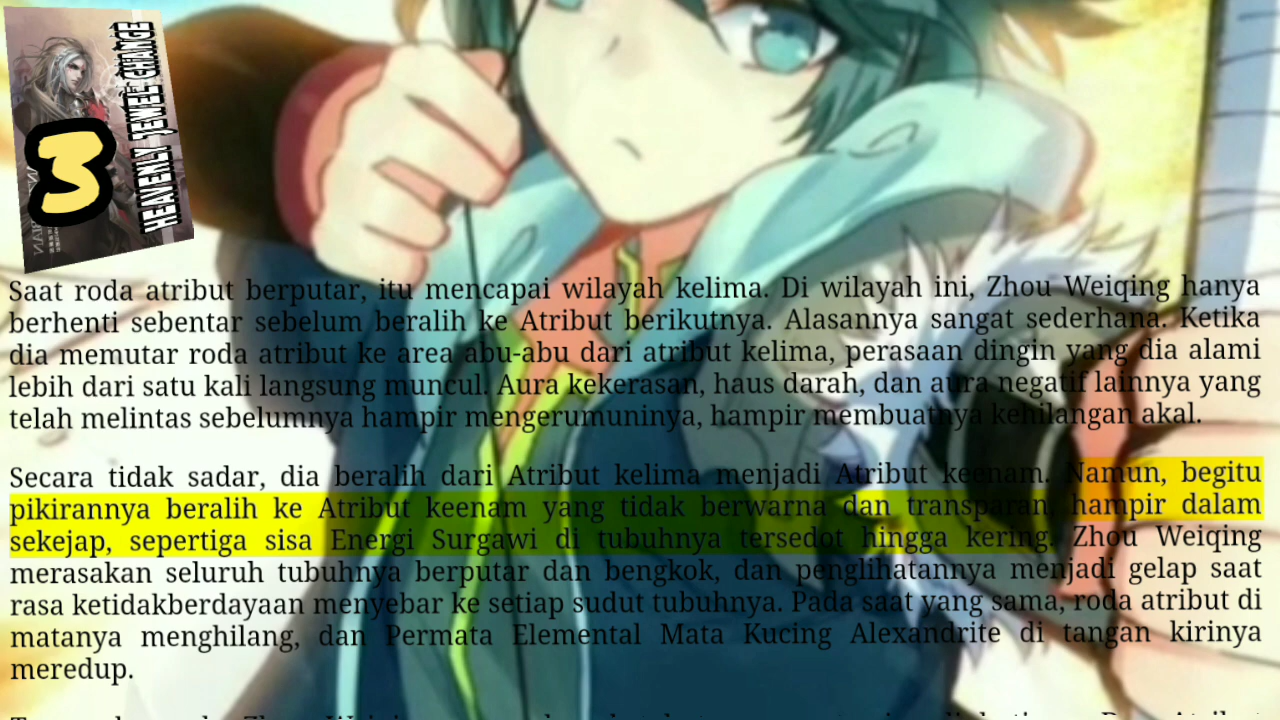 3
HEAVENLY JEWEL CHANGE
Saat roda atribut berputar, itu mencapai wilayah kelima. Di wilayah ini, Zhou Weiqing hanya
berhenti sebentar sebelum beralih ke Atribut berikutnya. Alasannya sangat sederhana. Ketika
dia memutar roda atribut ke area abu-abu dari atribut kelima, perasaan dingin yang dia alami
lebih dari satu kali langsung muncul. Aura kekerasan, haus darah, dan aura negatif lainnya yang
telah melintas sebelumnya hampir mengerumuninya, hampir membuatnya kehilangan akal.
Secara tidak sadar, dia beralih dari Atribut kelima menjadi Atribut keenam. Namun, begitu
pikirannya beralih ke Atribut keenam yang tidak berwarna dan transparan, hampir dalam
sekejap, sepertiga sisa Energi Surgawi di tubuhnya tersedot hingga kering. Zhou Weiqing
merasakan seluruh tubuhnya berputar dan bengkok, dan penglihatannya menjadi gelap saat
rasa ketidakberdayaan menyebar ke setiap sudut tubuhnya. Pada saat yang sama, roda atribut di
matanya menghilang, dan Permata Elemental Mata Kucing Alexandrite di tangan kirinya
meredup.